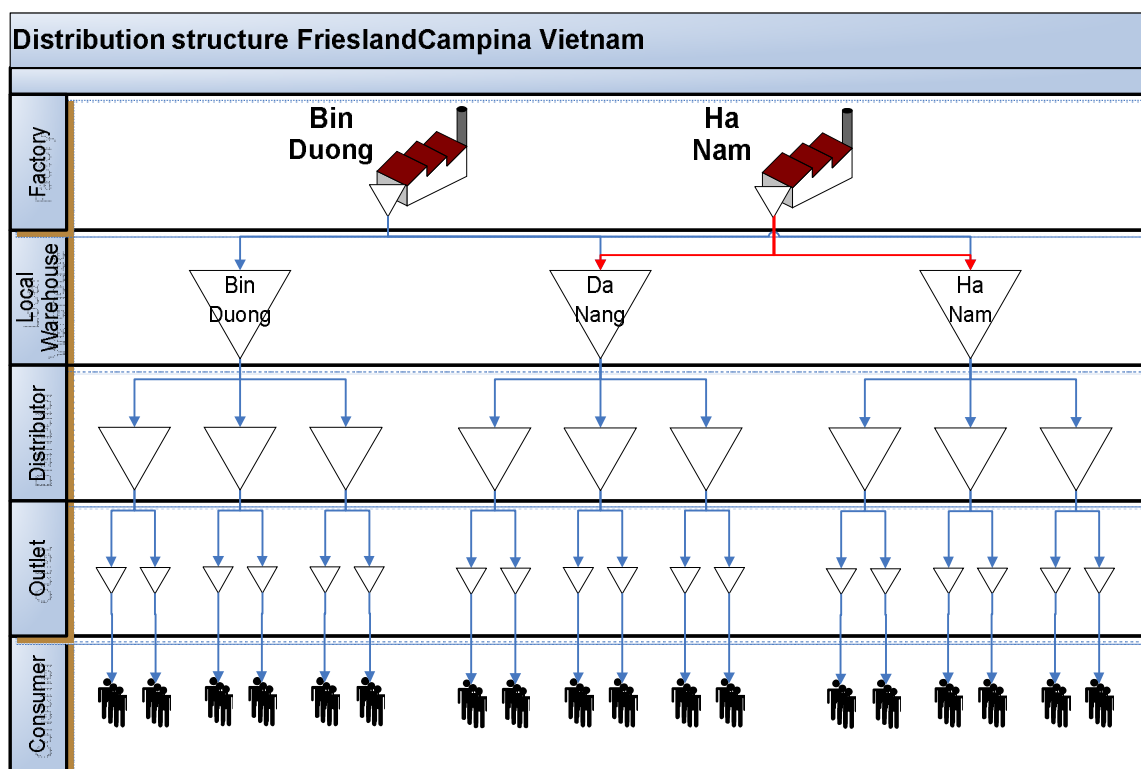 Distribution structure FrieslandCampina Vietnam
Factory
Bin
Duong
Ha
Nam
Local
Warehouse
Bin
Duong
Da
Nang
Ha
Nam
Distributor
Outlet
Consumer